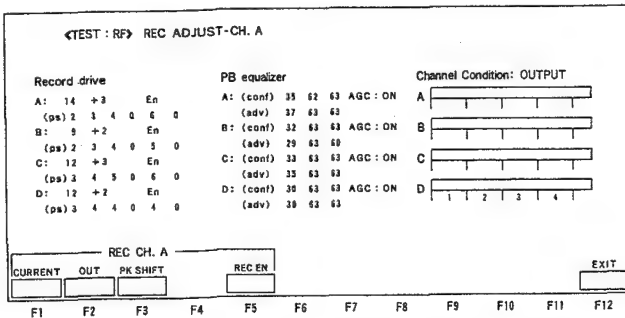 <TEST : RF> REC ADJUST-CH. A
Record drive
A: 14 +3 En
(ps) 2 3 4 0 6 0
B: 9 +2 En
(ps) 2 3 4 0 5 0
C: 12 +3 En
(ps) 3 4 5 0 6 0
D: 12 +2 En
(ps) 3 4 4 0 4 0
PB equalizer
A: (conf) 35 62 63 AGC : ON
(adv) 37 63 63
B: (conf) 32 63 63 AGC : ON
(adv) 29 63 60
C: (conf) 33 63 63 AGC : ON
(adv) 35 63 63
D: (conf) 30 63 63 AGC : ON
(adv) 39 63 63
Channel Condition: OUTPUT
A
B
C
D
1 2 3 4
REC CH. A
CURRENT OUT PK SHIFT REC EN EXIT
F1 F2 F3 F4 F5 F6 F7 F8 F9 F10 F11 F12